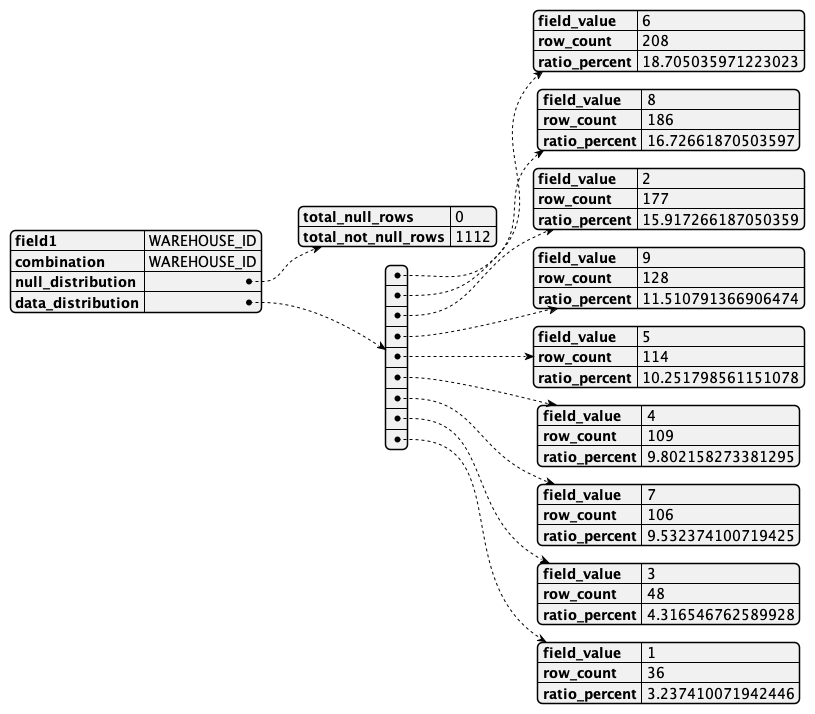 field1 WAREHOUSE_ID
combination WAREHOUSE_ID
null_distribution
data_distribution
total_null_rows 0
total_not_null_rows 1112
field_value 6
row_count 208
ratio_percent 18.705035971223023
field_value 8
row_count 186
ratio_percent 16.72661870503597
field_value 2
row_count 177
ratio_percent 15.917266187050359
field_value 9
row_count 128
ratio_percent 11.510791366906474
field_value 5
row_count 114
ratio_percent 10.251798561151078
field_value 4
row_count 109
ratio_percent 9.802158273381295
field_value 7
row_count 106
ratio_percent 9.532374100719425
field_value 3
row_count 48
ratio_percent 4.316546762589928
field_value 1
row_count 36
ratio_percent 3.237410071942446